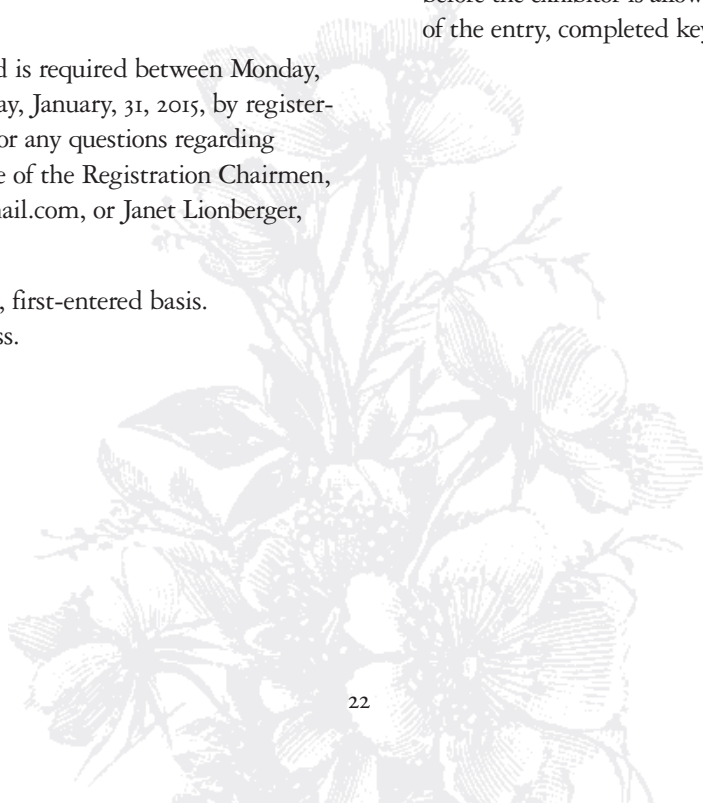 d is required between Monday,
ay, January, 31, 2015, by register-
or any questions regarding
e of the Registration Chairmen,
ail.com, or Janet Lionberger,
, first-entered basis.
ss.
before the exhibitor is allow
of the entry, completed key
22